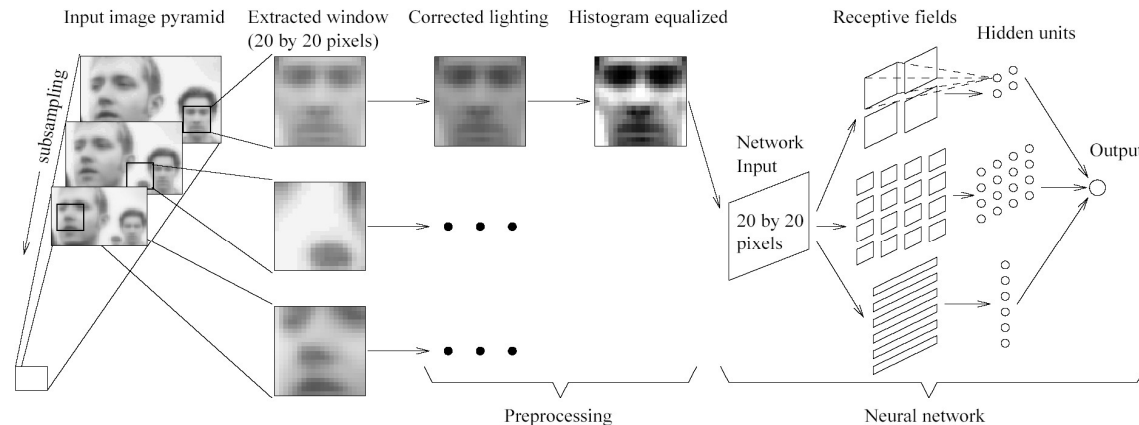 Input image pyramid
Extracted window
(20 by 20 pixels)
Corrected lighting
Histogram equalized
Receptive fields
Hidden units
subsampling
Network
Input
20 by 20
pixels
Output
Preprocessing
Neural network